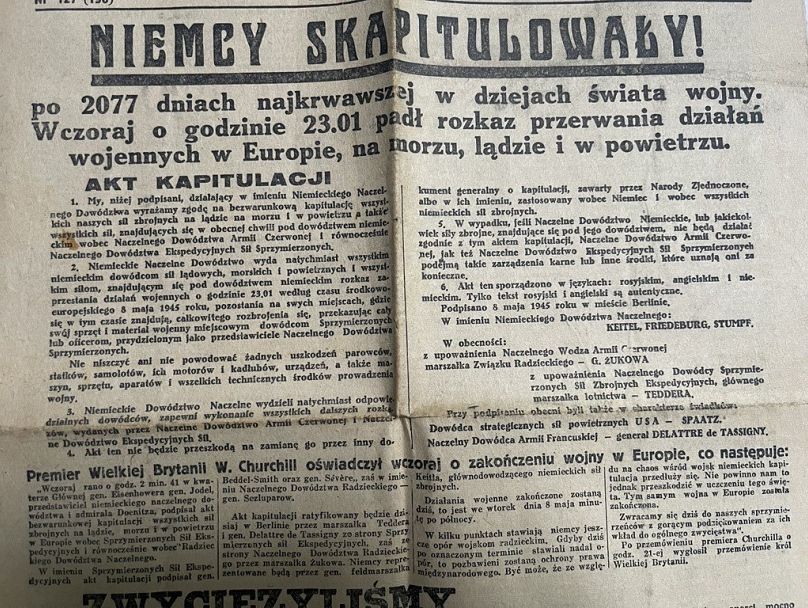 Nr 127 (150)
NIEMCY SKAPITULOWAŁY!
po 2077 dniach najkrwawszej w dziejach świata wojny.
Wczoraj o godzinie 23.01 padł rozkaz przerwania działań
wojennych w Europie, na morzu, lądzie i w powietrzu.
AKT KAPITULACJI
1. My, niżej podpisani, działający w imieniu Niemieckiego Naczel-
nego Dowództwa wyrażamy zgodę na bezwarunkową kapitulację wszyst-
kich naszych sił zbrojnych na lądzie na morzu i w powietrzu a także
wszystkich sił, znajdujących się w obecnej chwili pod dowództwem niemie-
ckim wobec Naczelnego Dowództwa Armii Czerwonej i równocześnie
Naczelnego Dowództwa Ekspedycyjnych Sił Sprzymierzonych.
2. Niemieckie Naczelne Dowództwo wyda natychmiast wszystkim
niemieckim dowódcom sił lądowych, morskich i powietrznych i wszyst-
kim siłom, znajdującym się pod dowództwem niemieckim rozkaz za-
przestania działań wojennych o godzinie 23,01 według czasu środkowo-
europejskiego 8 maja 1945 roku, pozostania na swych miejscach, gdzie
się w tym czasie znajdują, całkowitego rozbrojenia się, przekazując cały
swój sprzęt i materiał wojenny miejscowym dowódcom Sprzymierzonych
lub oficerom, przydzielonym jako przedstawiciele Naczelnego Dowództwa
Sprzymierzonych.
Nie niszczyć ani nie powodować żadnych uszkodzeń parowców,
statków, samolotów, ich motorów i kadłubów, urządzeń, a także ma-
szyn, sprzętu, aparatów i wszelkich technicznych środków prowadzenia
wojny.
3. Niemieckie Dowództwo Naczelne wydzieli natychmiast odpowie-
dzialnych dowódców, zapewni wykonanie wszystkich dalszych rozka-
zów, wydanych przez Naczelne Dowództwo Armii Czerwonej i Naczel-
ne Dowództwo Ekspedycyjnych Sił.
4. Akt ten nie będzie przeszkodą na zamianę go przez inny do-
kument generalny o kapitulacji, zawarty przez Narody Zjednoczone,
albo w ich imieniu, zastosowany wobec Niemiec i wobec wszystkich
niemieckich sił zbrojnych.
5. W wypadku, jeśli Naczelne Dowództwo Niemieckie, lub jakiekol-
wiek siły zbrojne, znajdujące się pod jego dowództwem, nie będą działać
zgodnie z tym aktem kapitulacji, Naczelne Dowództwo Armii Czerwo-
nej, jak też Naczelne Dowództwo Ekspedycyjnych Sił Sprzymierzonych
podejmą takie zarządzenia karne lub inne środki, które uznają oni za
konieczne.
6. Akt ten sporządzono w językach: rosyjskim, angielskim i nie-
mieckim. Tylko tekst rosyjski i angielski są autentyczne.
Podpisano 8 maja 1945 roku w mieście Berlinie.
W imieniu Niemieckiego Dowództwa Naczelnego:
KEITEL, FRIEDEBURG, STUMPF.
W obecności:
z upoważnienia Naczelnego Wodza Armii Czerwonej
marszałka Związku Radzieckiego - G. ŻUKOWA
z upoważnienia Naczelnego Dowódcy Sprzymie-
rzonych Sił Zbrojnych Ekspedycyjnych, głównego
marszałka lotnictwa - TEDDERA.
Przy podpisaniu obecni byli także w charakterze świadków:
Dowódca strategicznych sił powietrznych USA - SPAATZ.
Naczelny Dowódca Armii Francuskiej - generał DELATTRE de TASSIGNY.
Premier Wielkiej Brytanii W. Churchill oświadczył wczoraj o zakończeniu wojny w Europie, co następuje:
„Wczoraj rano o godz. 2 min. 41 w kwa-
terze Głównej gen. Eisenhowera gen. Jodel,
przedstawiciel niemieckiego naczelnego do-
wództwa i admirała Doenitza, podpisał akt
bezwarunkowej kapitulacji wszystkich sił
zbrojnych na lądzie, na morzu i w powietrzu
w Europie wobec Sprzymierzonych Sił Eks-
pedycyjnych i równocześnie wobec Radziec
kiego Dowództwa Naczelnego.
W imieniu Sprzymierzonych Sił Ekspe-
dycyjnych akt kapitulacji podpisał gen.
Beddel-Smith oraz gen. Sévère, zaś w im-
ieniu Naczelnego Dowództwa Radzieckiego —
gen. Suzłuparow.
Akt kapitulacji ratyfikowany będzie dzi-
siaj w Berlinie przez marszałka Teddera
i gen. Delattre de Tassigny ze strony Sprzy
mierzonych sił Ekspedycyjnych, zaś ze
strony Naczelnego Dowództwa Radzieckie-
go przez marszałka Żukowa. Niemcy repre-
zentowane będą przez gen. feldmarszałka
Keitla, głównodowodzącego niemieckich sił
zbrojnych.
Działania wojenne zakończone zostaną
dziś, to jest we wtorek dnia 8 maja minu-
tę po północy.
W kilku punktach stawiają niemcy jesz-
cze opór wojskom radzieckim. Gdyby dziś
po oznaczonym terminie stawiali nadal o-
pór, to pozbawieni zostaną ochrony prawa
międzynarodowego. Być może, że ze wzglę-
du na chaos wśród wojsk niemieckich kapi-
tulacja przedłuży się. Nie powinno nam to
jednak przeszkodzić w uczczeniu tego świę-
ta. Tym samym wojna w Europie została
zakończona.
Zwracamy się dziś do naszych sprzymie-
rzeńców z gorącym podziękowaniem za ich
wkład do ogólnego zwycięstwa".
Po przemówieniu premiera Churchilla o
godz. 21-ej wygłosił przemówienie król
Wielkiej Brytanii.
ZWYCIĘŻYLIŚMY